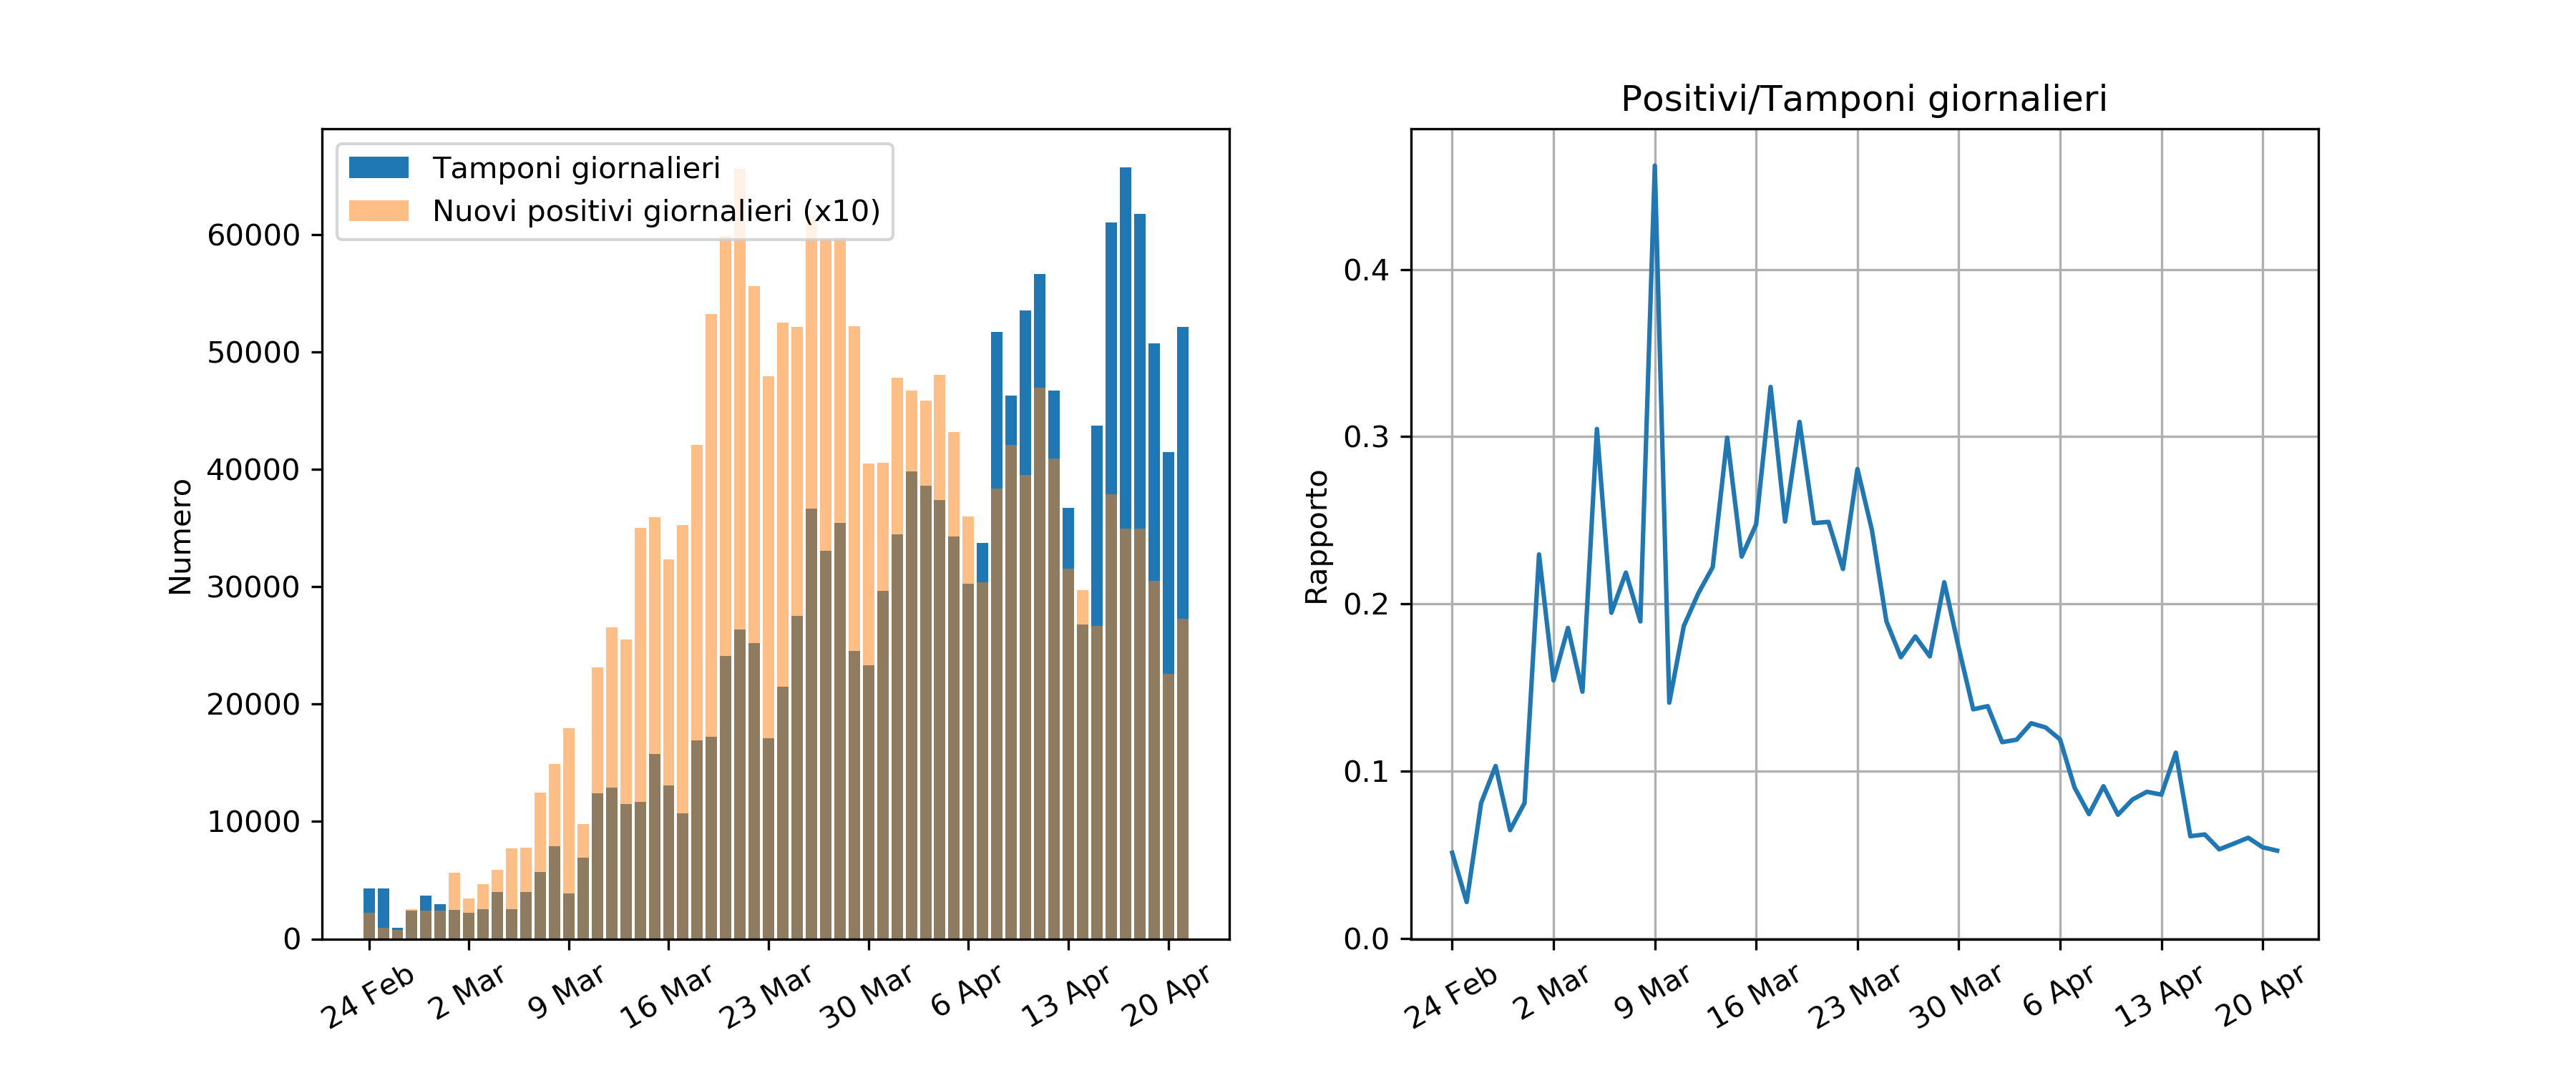 Tamponi giornalieri
Nuovi positivi giornalieri (x10)
Numero
60000
50000
40000
30000
20000
10000
0
24 Feb
2 Mar
9 Mar
16 Mar
23 Mar
30 Mar
6 Apr
13 Apr
20 Apr
Positivi/Tamponi giornalieri
Rapporto
0.4
0.3
0.2
0.1
0.0
24 Feb
2 Mar
9 Mar
16 Mar
23 Mar
30 Mar
6 Apr
13 Apr
20 Apr